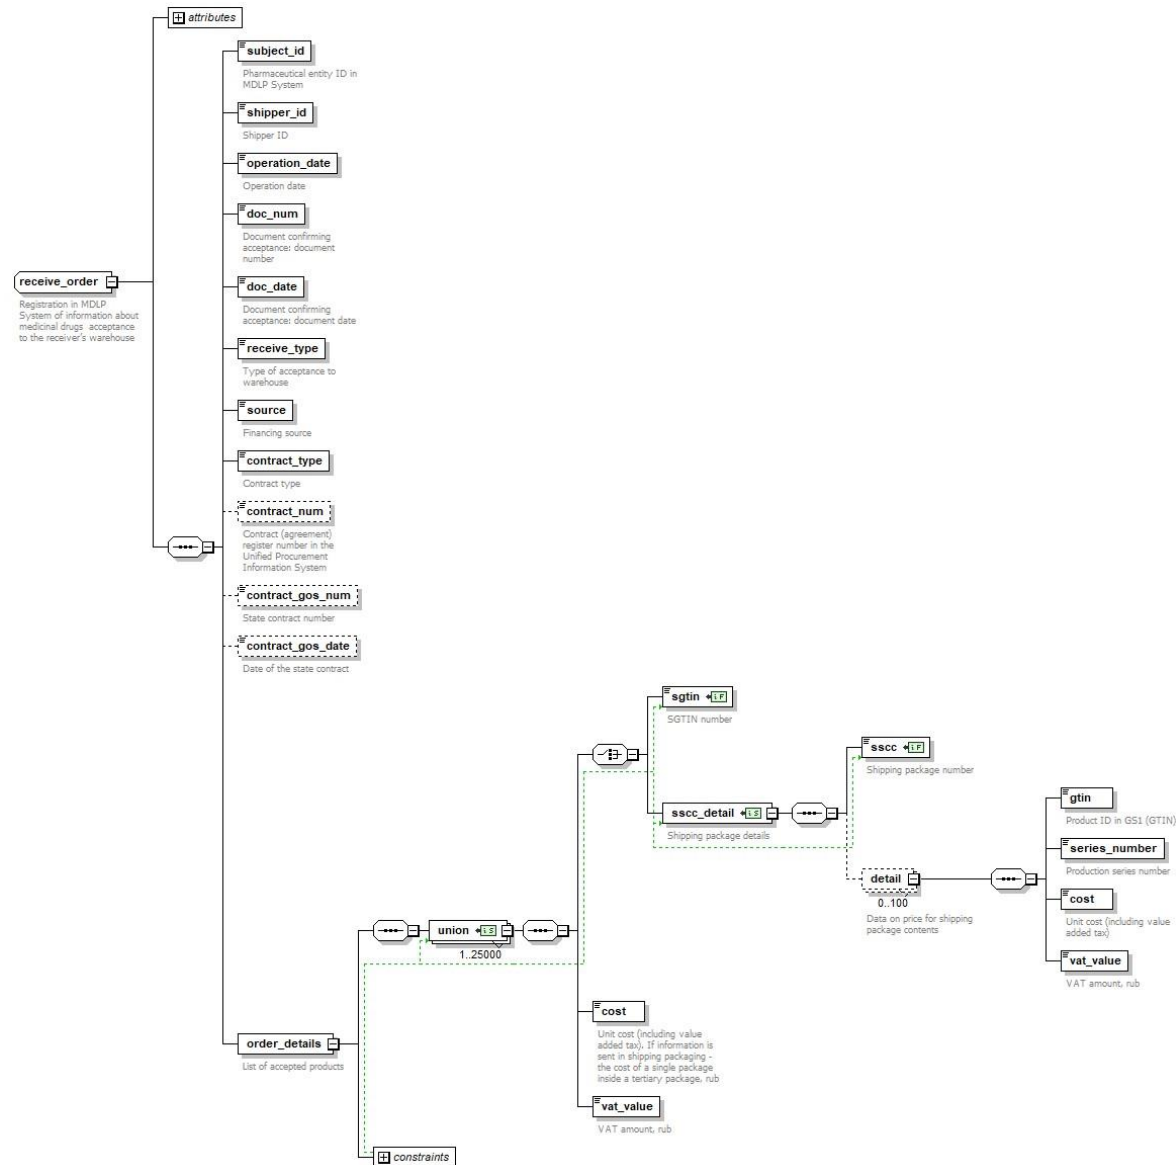 attributes
subject_id
Pharmaceutical entity ID in
MDLP System
shipper_id
Shipper ID
operation_date
Operation date
doc_num
Document confirming
acceptance: document
number
receive_order
Registration in MDLP
System of information about
medicinal drugs acceptance
to the receiver's warehouse
doc_date
Document confirming
acceptance: document date
receive_type
Type of acceptance to
warehouse
source
Financing source
contract_type
Contract type
contract_num
Contract (agreement)
register number in the
Unified Procurement
Information System
contract_gos_num
State contract number
contract_gos_date
Date of the state contract
sgtin iF
SGTIN number
sscc iF
Shipping package number
sscc_detail iS
Shipping package details
gtin
Product ID in GS1 (GTIN)
series_number
Production series number
detail
0..100
Data on price for shipping
package contents
cost
Unit cost (including value
added tax)
vat_value
VAT amount, rub
union iS
1..25000
cost
Unit cost (including value
added tax). If information is
sent in shipping packaging -
the cost of a single package
inside a tertiary package, rub
order_details
List of accepted products
vat_value
VAT amount, rub
constraints